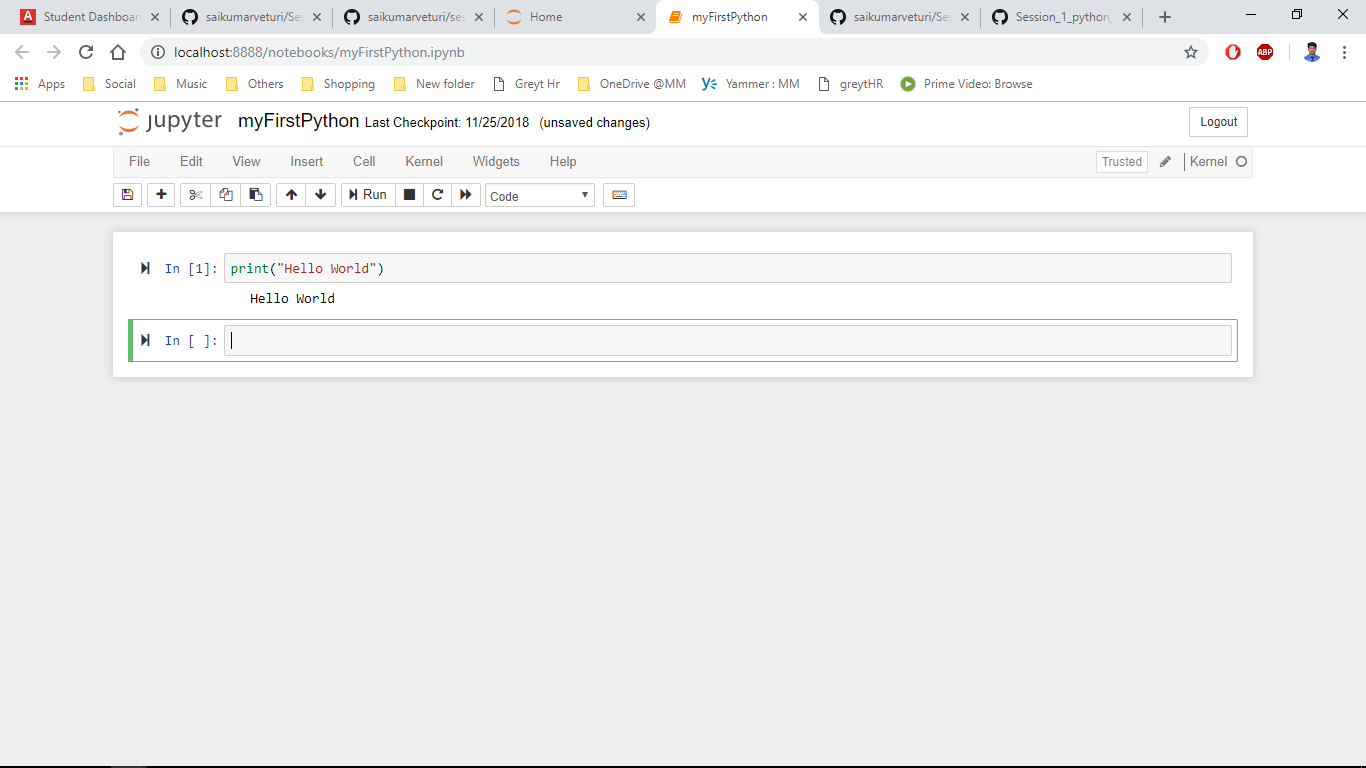 A Student Dashboar saikumarveturi/Ses saikumarveturi/ses Home myFirstPython saikumarveturi/Se Session_1_python_
localhost:8888/notebooks/myFirstPython.ipynb ABP
Apps Social Music Others Shopping New folder Greyt Hr OneDrive @MM Yammer : MM greytHR Prime Video: Browse
jupyter myFirstPython Last Checkpoint: 11/25/2018 (unsaved changes) Logout
File Edit View Insert Cell Kernel Widgets Help Trusted Kernel
Run Code
In [1]: print("Hello World")
Hello World
In [ ]: